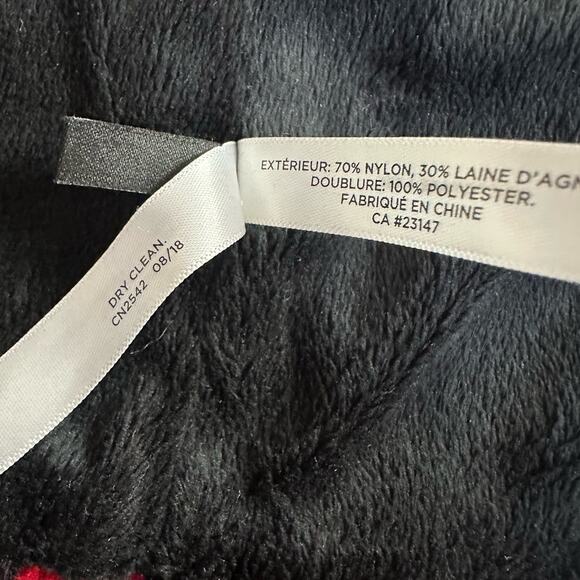 EXTÉRIEUR: 70% NYLON, 30% LAINE D'AGN
DOUBLURE: 100% POLYESTER.
FABRIQUÉ EN CHINE
CA #23147
DRY CLEAN.
CN2542 08/18